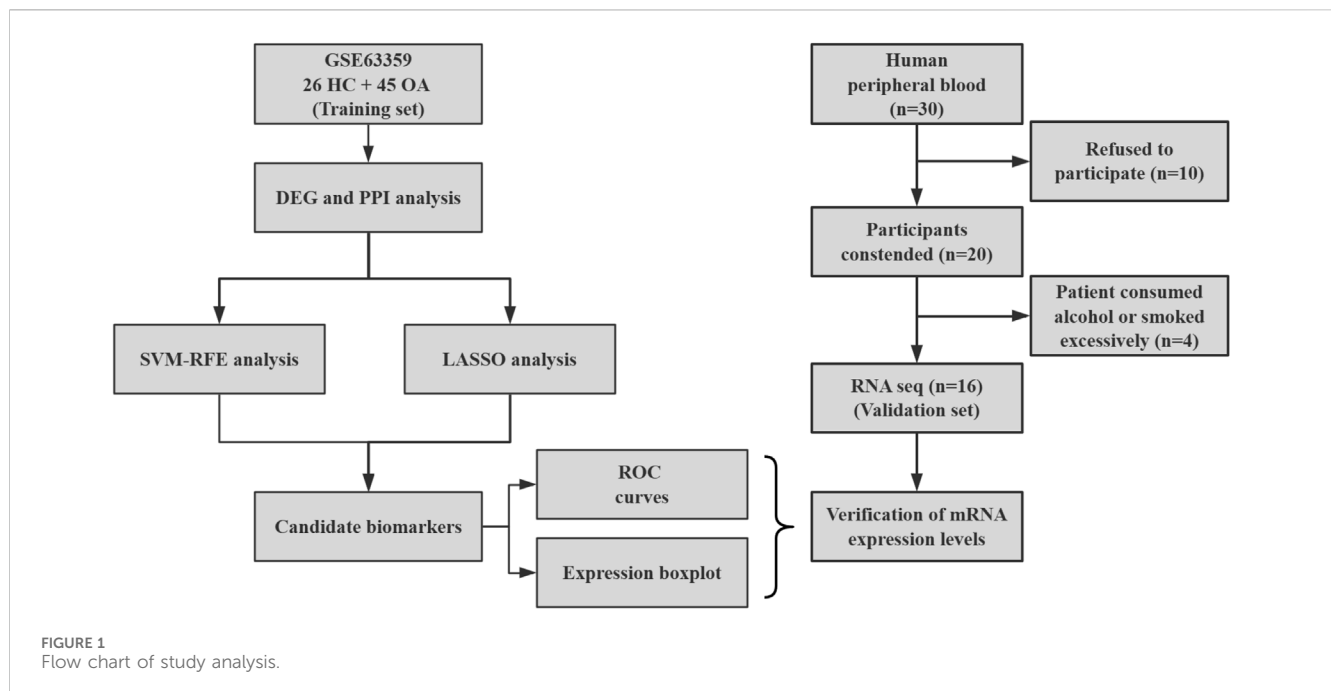 GSE63359
26 HC + 45 OA
(Training set)
DEG and PPI analysis
SVM-RFE analysis
LASSO analysis
Candidate biomarkers
ROC
curves
Expression boxplot
Human
peripheral blood
(n=30)
Refused to
participate (n=10)
Participants
constended (n=20)
Patient consumed
alcohol or smoked
excessively (n=4)
RNA seq (n=16)
(Validation set)
Verification of mRNA
expression levels
FIGURE 1
Flow chart of study analysis.